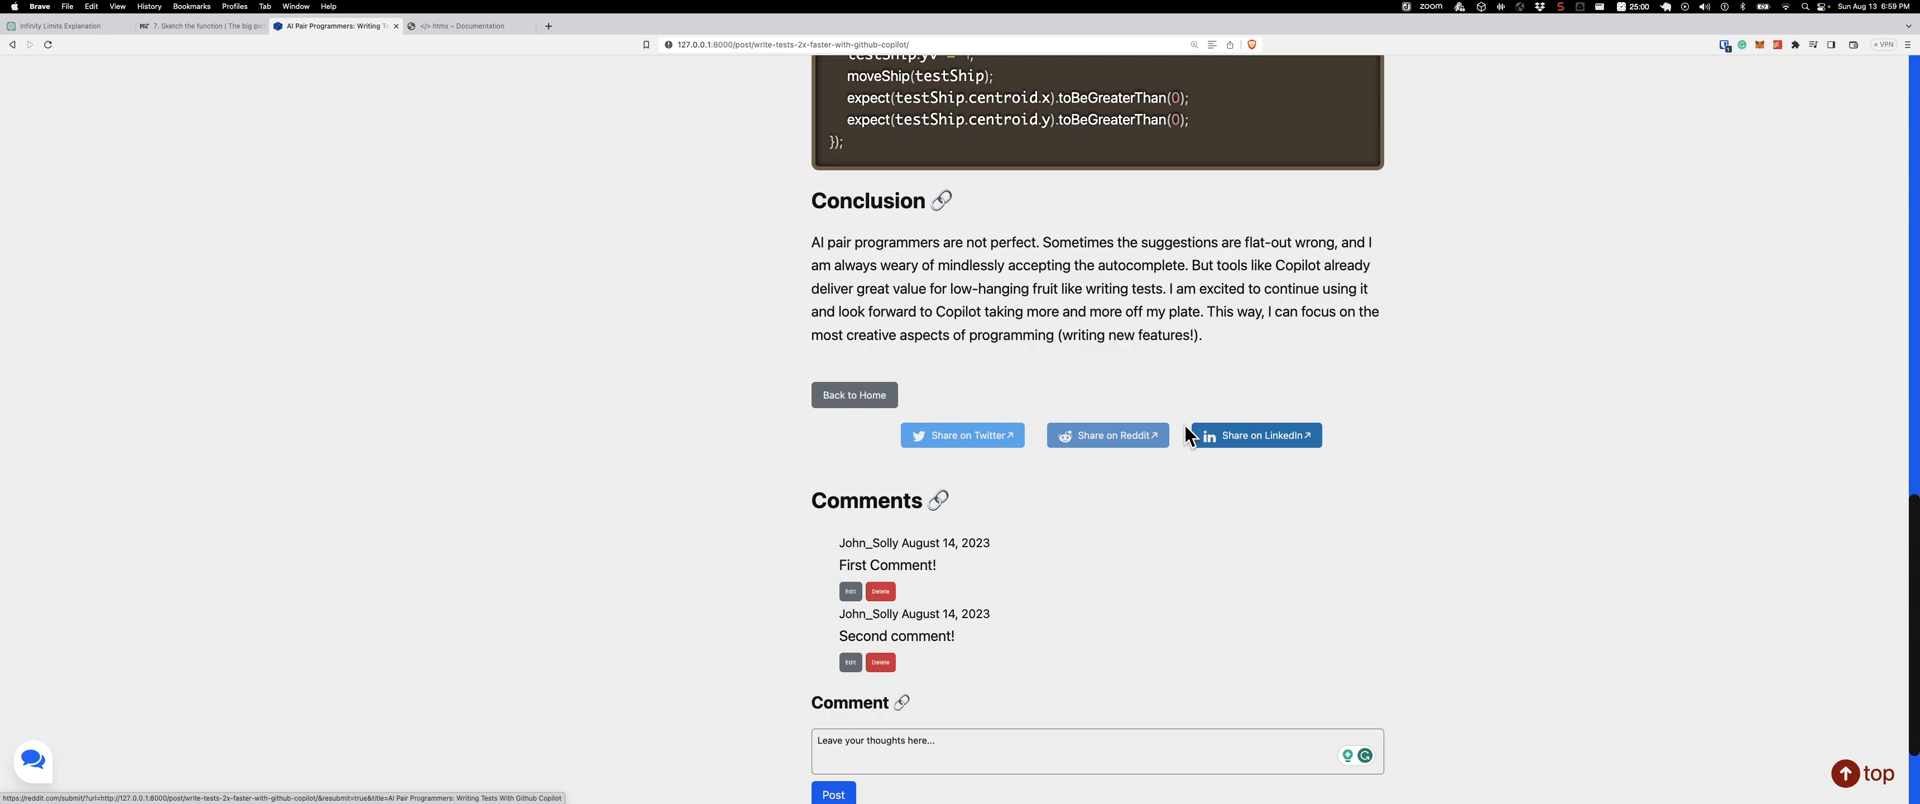 Brave File Edit View History Bookmarks Profiles Tab Window Help
zoom 25:00 Sun Aug 13 6:59 PM
Infinity Limits Explanation
7. Sketch the function | The big pic
AI Pair Programmers: Writing Te
</> htmx ~ Documentation
127.0.0.1:8000/post/write-tests-2x-faster-with-github-copilot/
VPN
moveShip(testShip);
expect(testShip.centroid.x).toBeGreaterThan(0);
expect(testShip.centroid.y).toBeGreaterThan(0);
});
Conclusion
AI pair programmers are not perfect. Sometimes the suggestions are flat-out wrong, and I
am always weary of mindlessly accepting the autocomplete. But tools like Copilot already
deliver great value for low-hanging fruit like writing tests. I am excited to continue using it
and look forward to Copilot taking more and more off my plate. This way, I can focus on the
most creative aspects of programming (writing new features!).
Back to Home
Share on Twitter↗ Share on Reddit↗ Share on LinkedIn↗
Comments
John_Solly August 14, 2023
First Comment!
Edit Delete
John_Solly August 14, 2023
Second comment!
Edit Delete
Comment
Leave your thoughts here...
Post
top
https://reddit.com/submit/?url=http://127.0.0.1:8000/post/write-tests-2x-faster-with-github-copilot/&resubmit=true&title=AI Pair Programmers: Writing Tests With Github Copilot